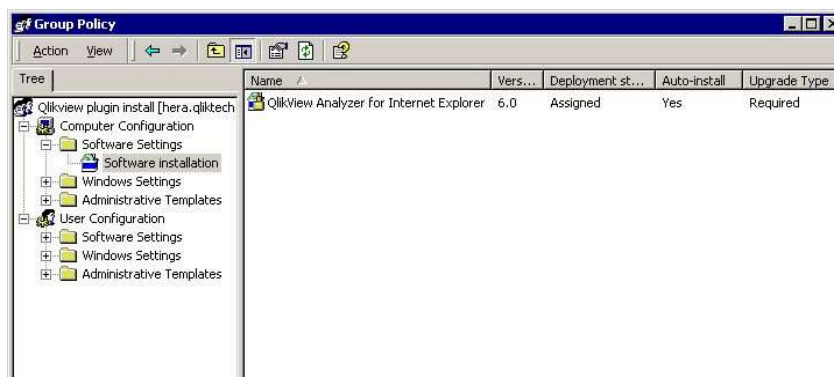 Group Policy
Action View
Tree
Name Vers... Deployment st... Auto-install Upgrade Type
Qlikview plugin install [hera.qliktech
Computer Configuration
Software Settings
Software installation
Windows Settings
Administrative Templates
User Configuration
Software Settings
Windows Settings
Administrative Templates
QlikView Analyzer for Internet Explorer 6.0 Assigned Yes Required